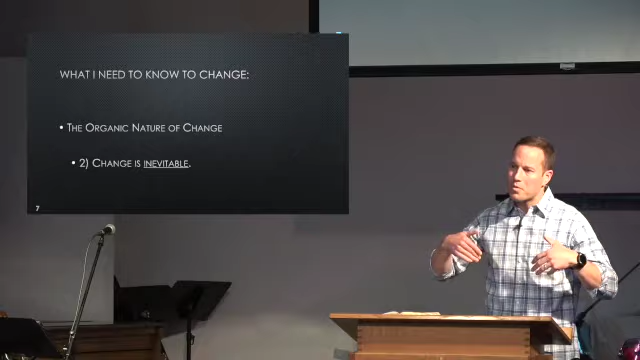 WHAT I NEED TO KNOW TO CHANGE:
• THE ORGANIC NATURE OF CHANGE
• 2) CHANGE IS INEVITABLE.
7